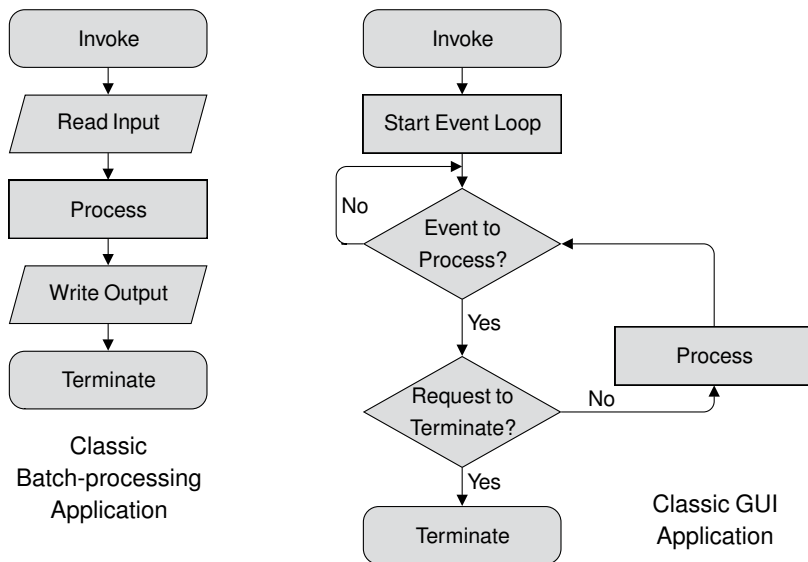 Invoke
Read Input
Process
Write Output
Terminate
Classic
Batch-processing
Application
Invoke
Start Event Loop
No
Event to
Process?
Yes
Process
Request to
Terminate?
No
Yes
Terminate
Classic GUI
Application